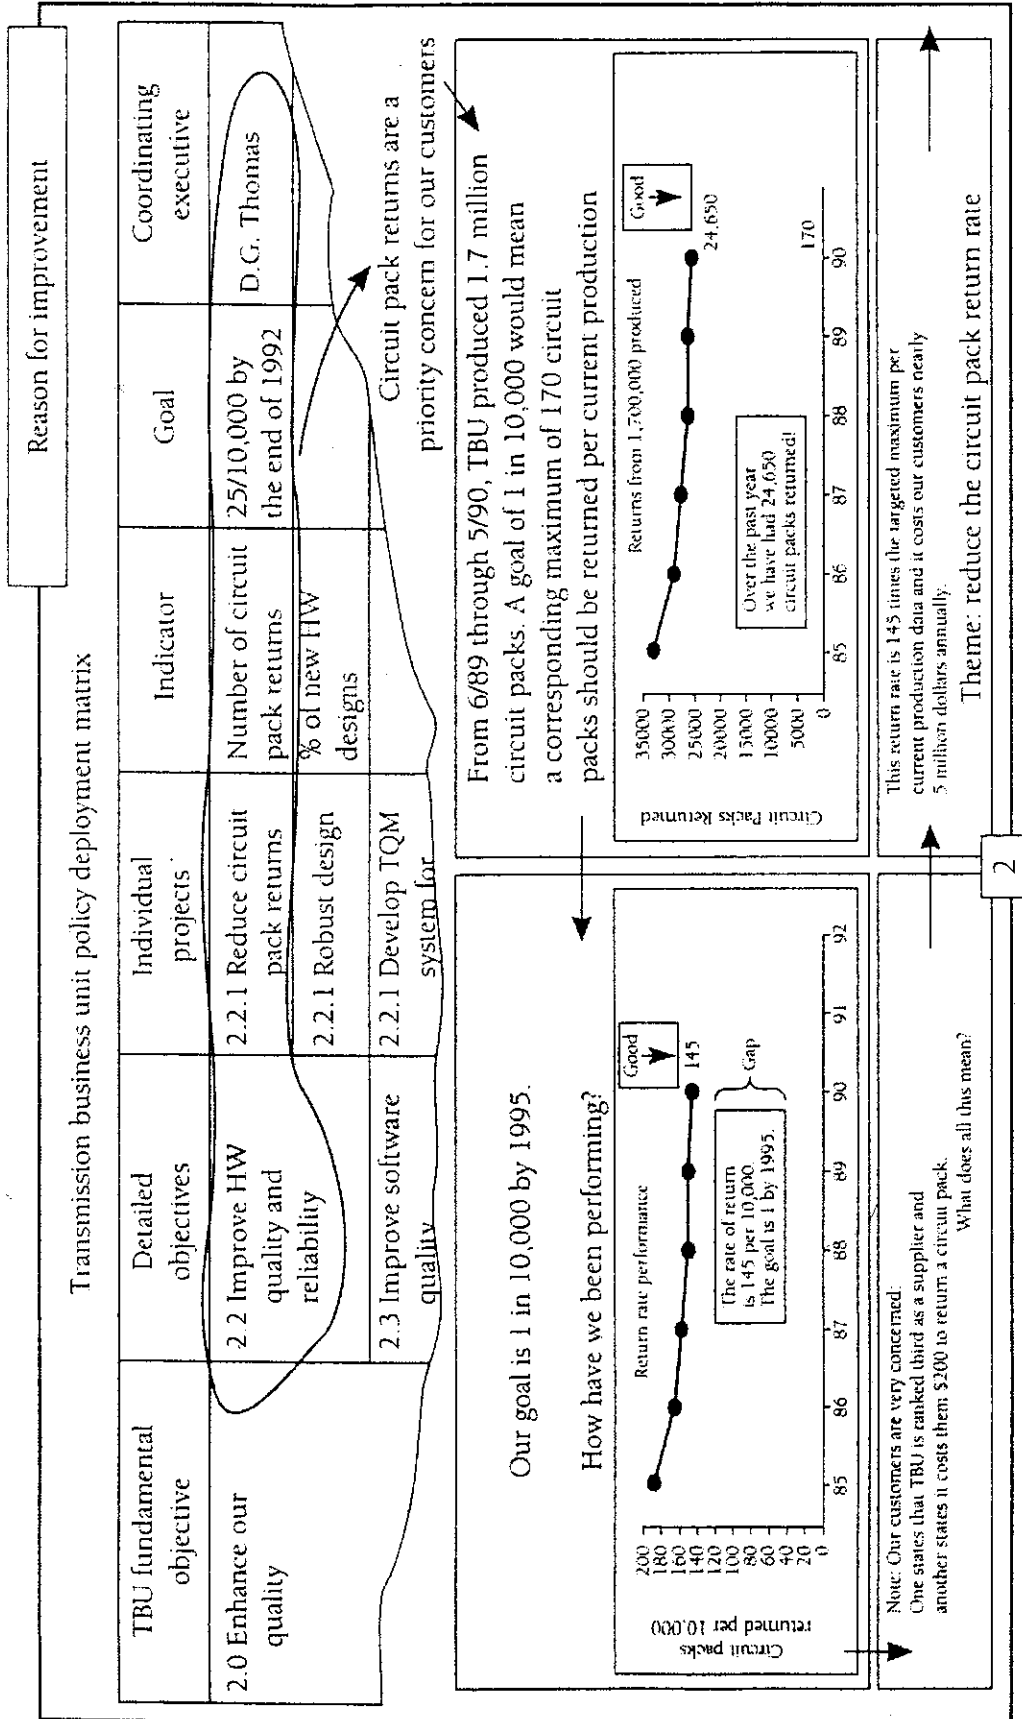 Reason for improvement
Transmission business unit policy deployment matrix
TBU fundamental
objective
Detailed
objectives
Individual
projects
Indicator
Goal
Coordinating
executive
2.0 Enhance our
quality
2.2 Improve HW
quality and
reliability
2.2.1 Reduce circuit
pack returns
Number of circuit
pack returns
25/10,000 by
the end of 1992
D.G. Thomas
2.2.1 Robust design
% of new HW
designs
2.3 Improve software
quality
2.2.1 Develop TQM
system for
Circuit pack returns are a
priority concern for our customers
Our goal is 1 in 10,000 by 1995.
How have we been performing?
Circuit packs
returned per 10,000
200
180
160
140
120
100
80
60
40
20
0
Return rate performance
Good
145
The rate of return
is 145 per 10,000.
The goal is 1 by 1995.
Gap
85
86
87
88
89
90
91
92
From 6/89 through 5/90, TBU produced 1.7 million
circuit packs. A goal of 1 in 10,000 would mean
a corresponding maximum of 170 circuit
packs should be returned per current production
Circuit Packs Returned
35000
30000
25000
20000
15000
10000
5000
0
Returns from 1,700,000 produced
Good
24,650
Over the past year
we have had 24,650
circuit packs returned!
170
85
86
87
88
89
90
Note: Our customers are very concerned:
One states that TBU is ranked third as a supplier and
another states it costs them $200 to return a circuit pack.
What does all this mean?
This return rate is 145 times the targeted maximum per
current production data and it costs our customers nearly
5 million dollars annually.
Theme: reduce the circuit pack return rate
2